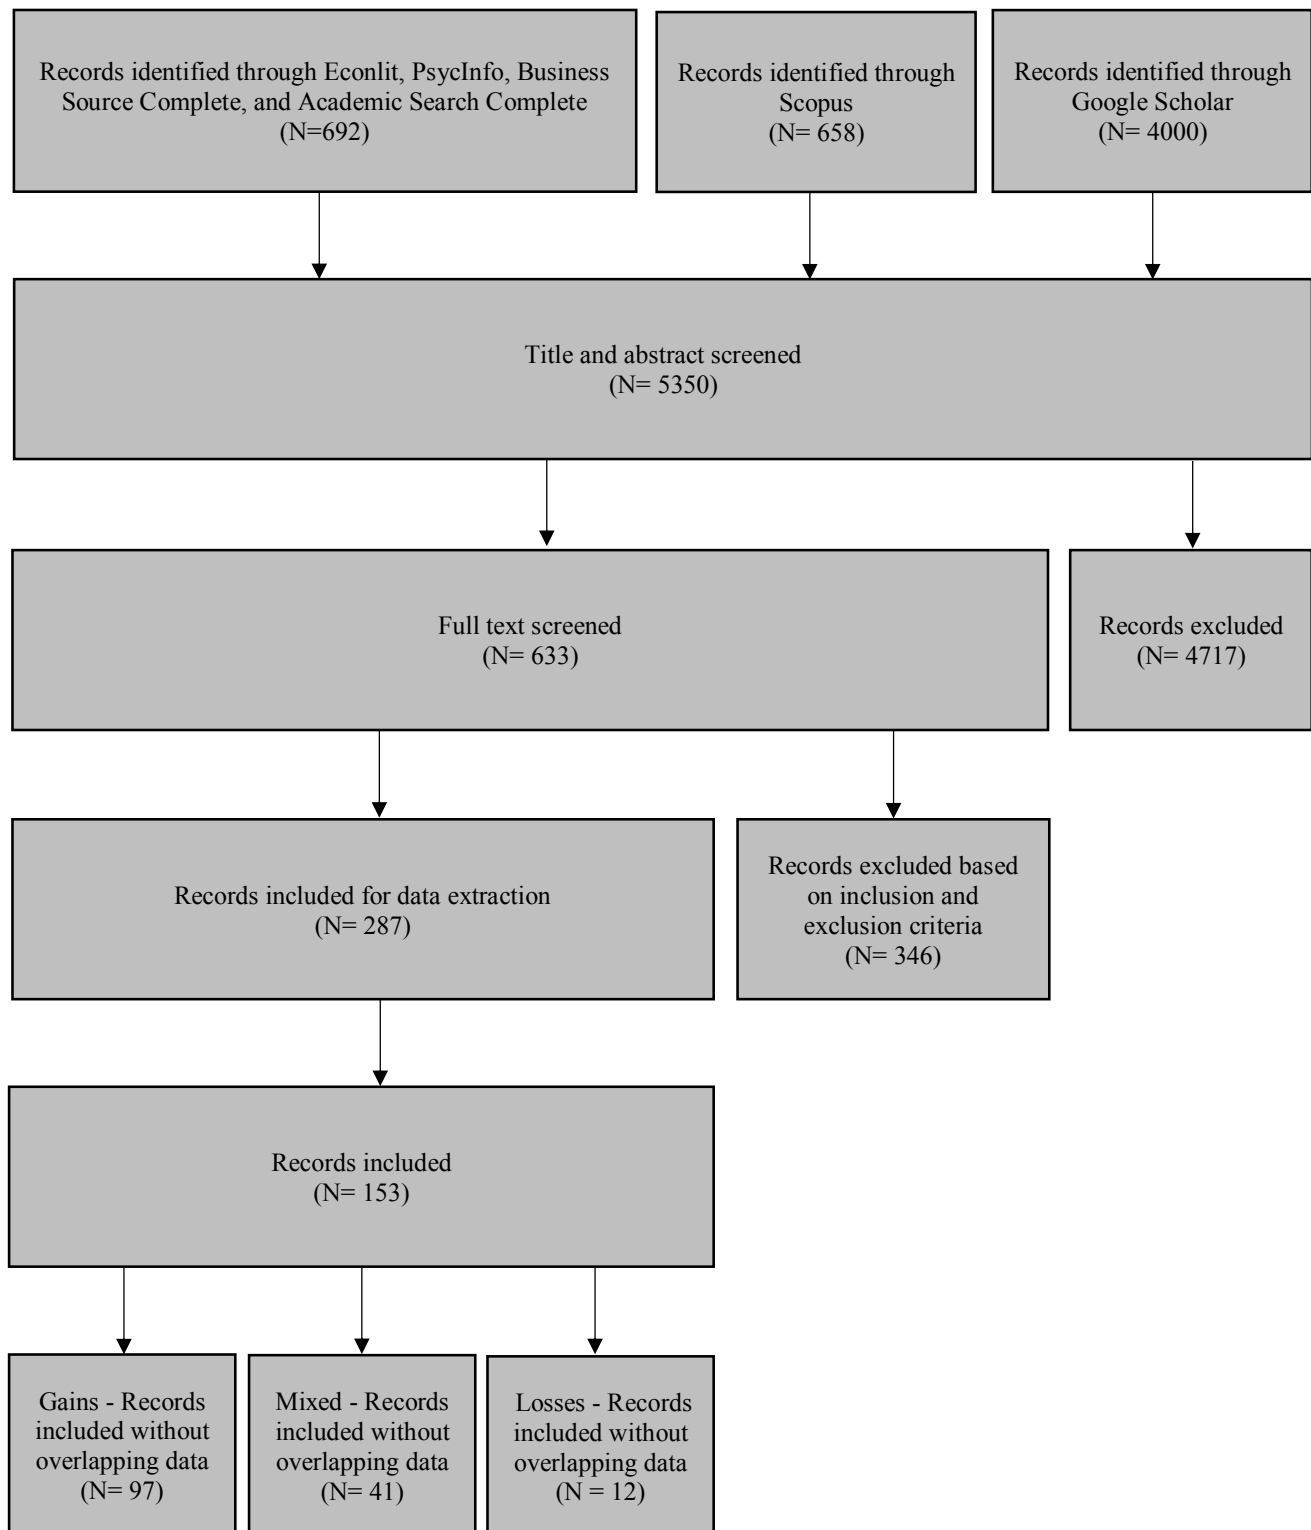 Records identified through Econlit, PsycInfo, Business
Source Complete, and Academic Search Complete
(N=692)
Records identified through
Scopus
(N= 658)
Records identified through
Google Scholar
(N= 4000)
Title and abstract screened
(N= 5350)
Full text screened
(N= 633)
Records excluded
(N= 4717)
Records included for data extraction
(N= 287)
Records excluded based
on inclusion and
exclusion criteria
(N= 346)
Records included
(N= 153)
Gains - Records
included without
overlapping data
(N= 97)
Mixed - Records
included without
overlapping data
(N= 41)
Losses - Records
included without
overlapping data
(N = 12)